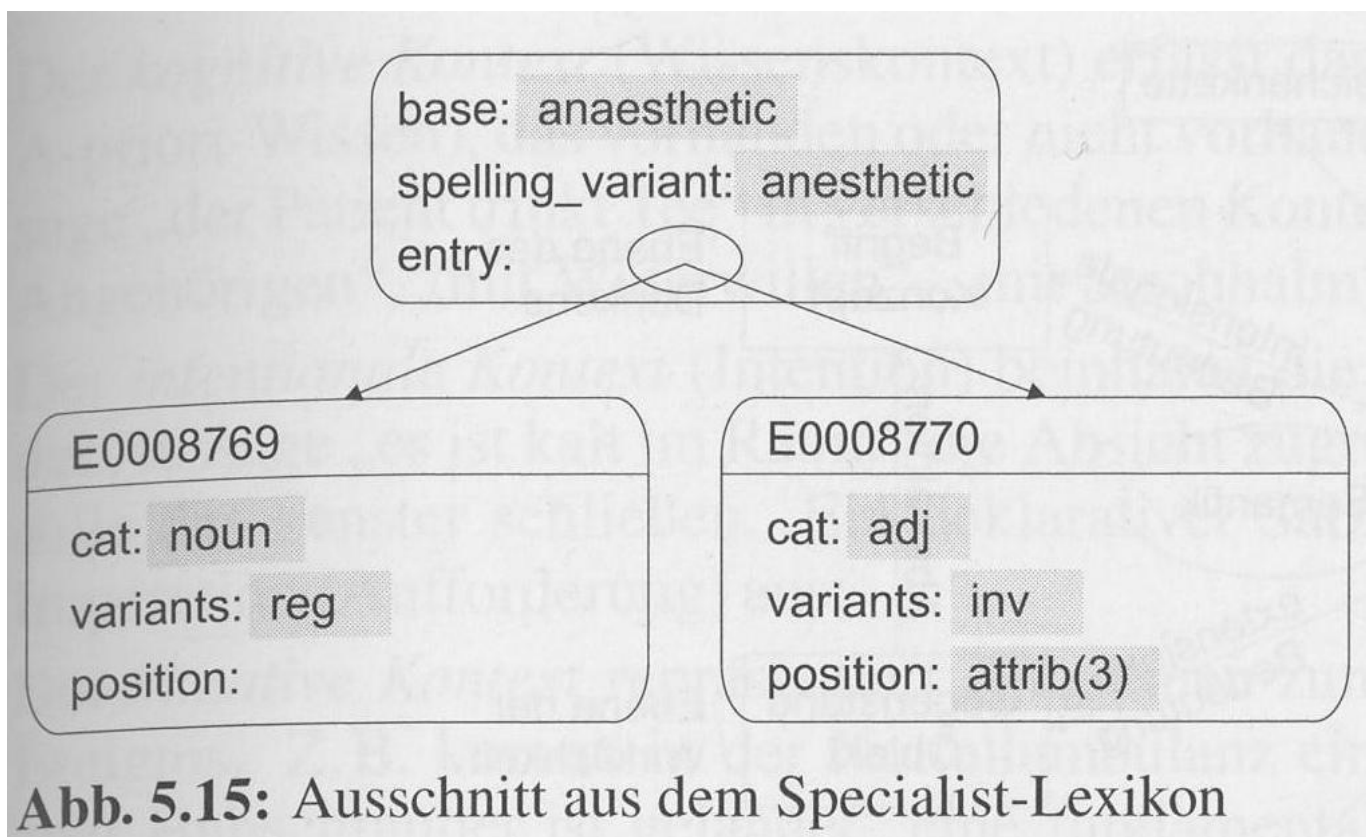 base: anaesthetic
spelling_variant: anesthetic
entry:
E0008769
cat: noun
variants: reg
position:
E0008770
cat: adj
variants: inv
position: attrib(3)
Abb. 5.15: Ausschnitt aus dem Specialist-Lexikon